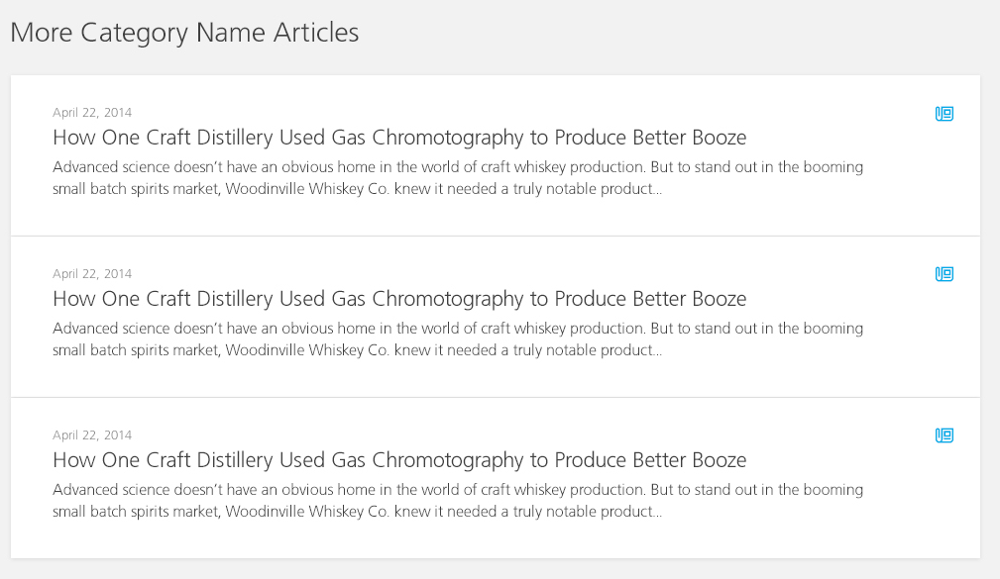 More Category Name Articles
April 22, 2014
How One Craft Distillery Used Gas Chromotography to Produce Better Booze
Advanced science doesn’t have an obvious home in the world of craft whiskey production. But to stand out in the booming
small batch spirits market, Woodinville Whiskey Co. knew it needed a truly notable product...
April 22, 2014
How One Craft Distillery Used Gas Chromotography to Produce Better Booze
Advanced science doesn’t have an obvious home in the world of craft whiskey production. But to stand out in the booming
small batch spirits market, Woodinville Whiskey Co. knew it needed a truly notable product...
April 22, 2014
How One Craft Distillery Used Gas Chromotography to Produce Better Booze
Advanced science doesn’t have an obvious home in the world of craft whiskey production. But to stand out in the booming
small batch spirits market, Woodinville Whiskey Co. knew it needed a truly notable product...